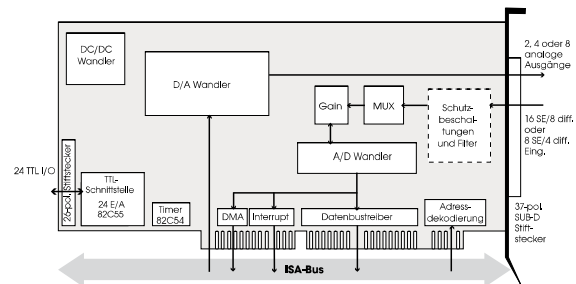 DC/DC
Wandler
D/A Wandler
2, 4 oder 8
analoge
Ausgänge
Gain
MUX
Schutz-
beschal-
tungen
und Filter
16 SE/8 diff.
oder
8 SE/4 diff.
Eing.
A/D Wandler
24 TTL I/O
26-pol. Stiftstecker
TTL-
Schnittstelle
24 E/A
82C55
Timer
82C54
DMA
Interrupt
Datenbustreiber
Adress-
dekodierung
37-pol.
SUB-D
Stift-
stecker
ISA-Bus